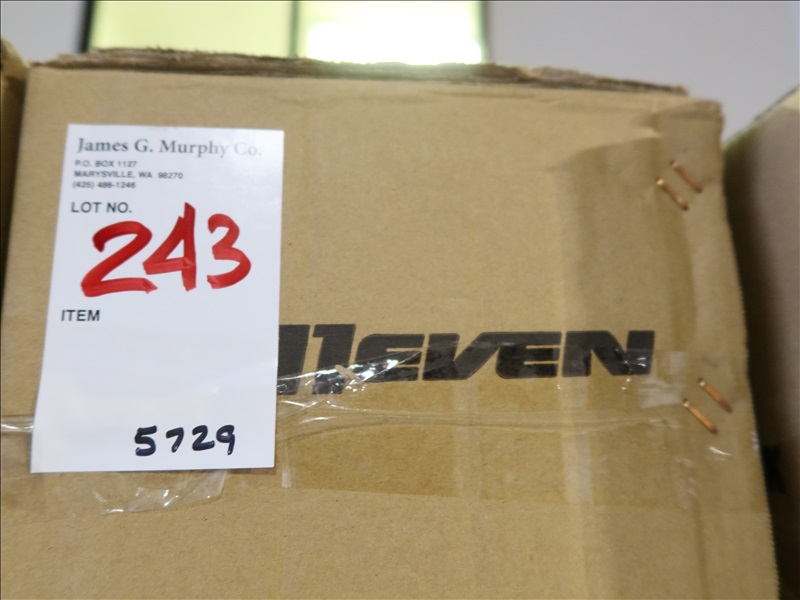 James G. Murphy Co.
P.O. BOX 1127
MARYSVILLE, WA 98270
(425) 486-1246
LOT NO.
243
ITEM
11EVEN
5729